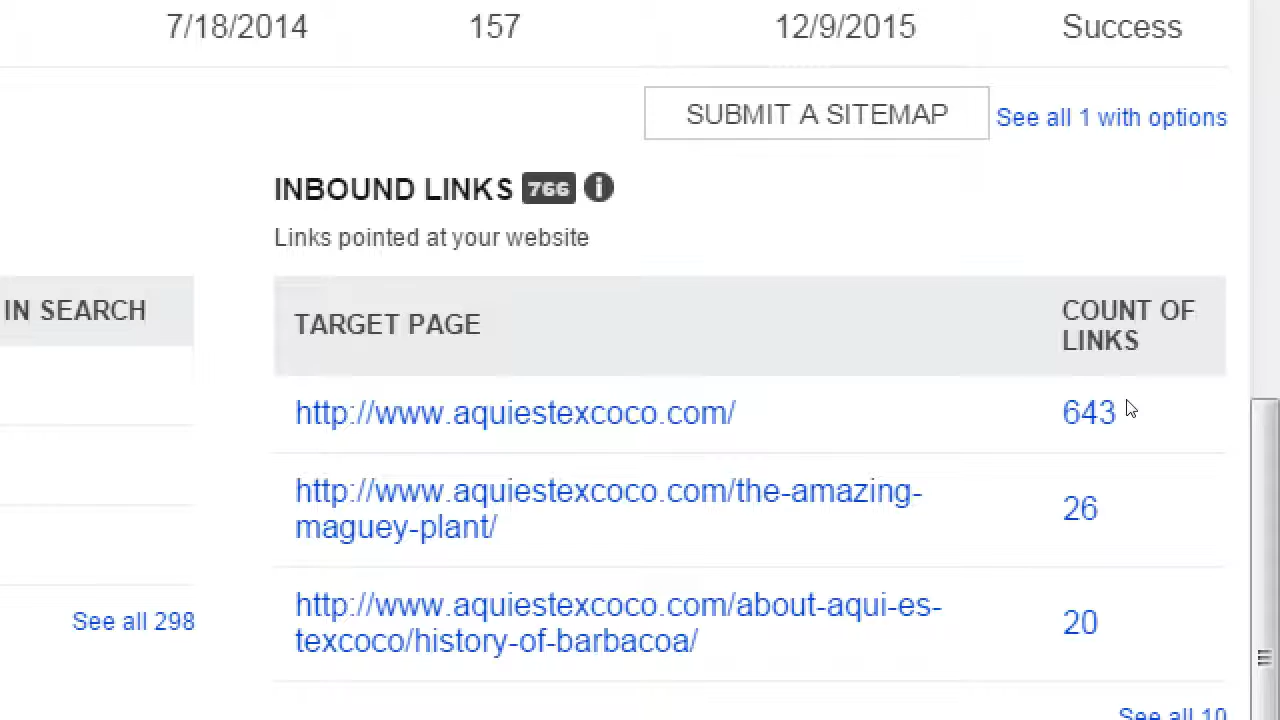 7/18/2014 157 12/9/2015 Success
SUBMIT A SITEMAP See all 1 with options
INBOUND LINKS 766 i
Links pointed at your website
IN SEARCH
TARGET PAGE
COUNT OF
LINKS
http://www.aquiestexcoco.com/ 643
http://www.aquiestexcoco.com/the-amazing-
maguey-plant/
26
http://www.aquiestexcoco.com/about-aqui-es-
texcoco/history-of-barbacoa/
20
See all 298
See all 10